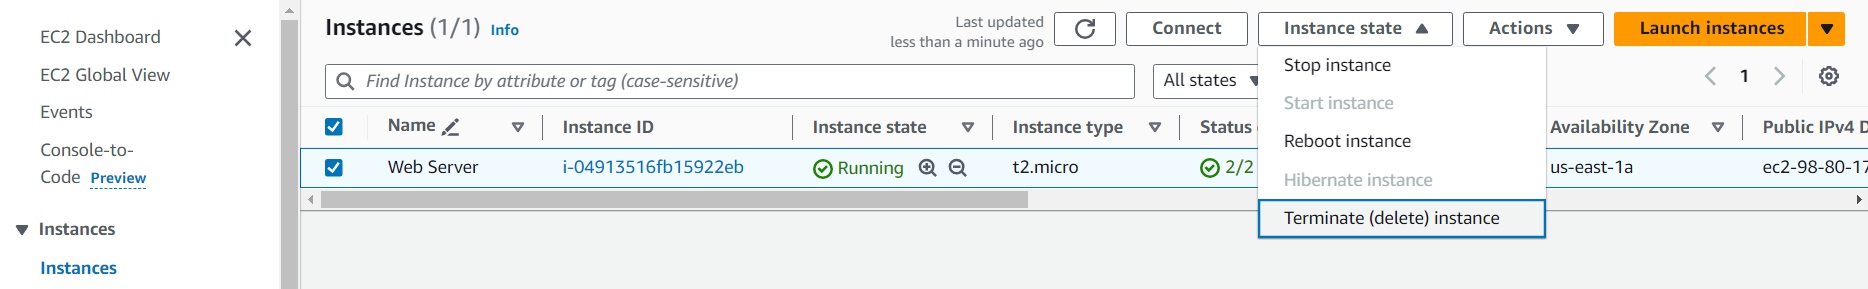 EC2 Dashboard
EC2 Global View
Events
Console-to-
Code Preview
Instances
Instances
Instances (1/1) Info
Last updated
less than a minute ago
Connect
Instance state
Actions
Launch instances
Find Instance by attribute or tag (case-sensitive)
All states
1
Stop instance
Start instance
Reboot instance
Hibernate instance
Terminate (delete) instance
Name Instance ID Instance state Instance type Status Availability Zone Public IPv4 D
Web Server i-04913516fb15922eb Running t2.micro 2/2 us-east-1a ec2-98-80-17